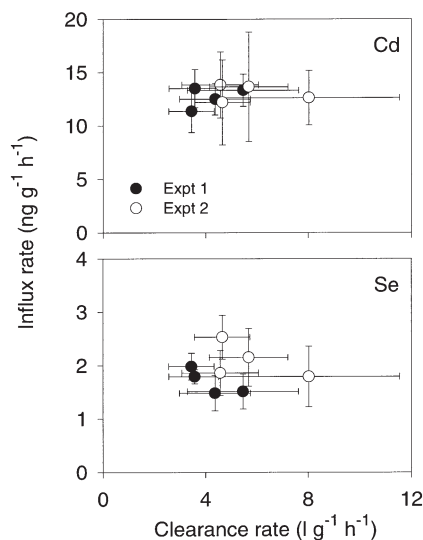 20
Cd
15
10
Expt 1
5
Expt 2
0
Influx rate (ng g⁻¹ h⁻¹)
4
Se
3
2
1
0
0 4 8 12
Clearance rate (l g⁻¹ h⁻¹)